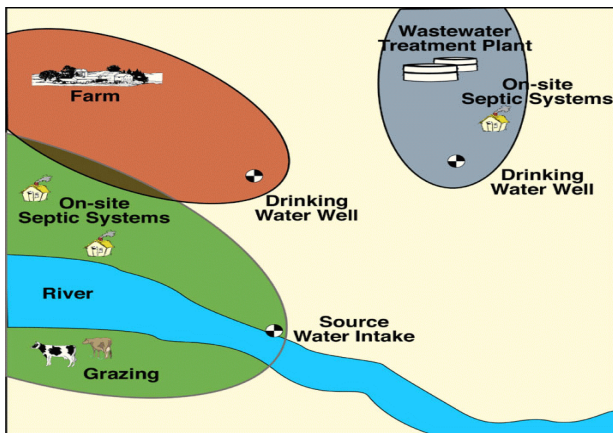 Wastewater
Treatment Plant
On-site
Septic Systems
Drinking
Water Well
Farm
Drinking
Water Well
On-site
Septic Systems
River
Source
Water Intake
Grazing